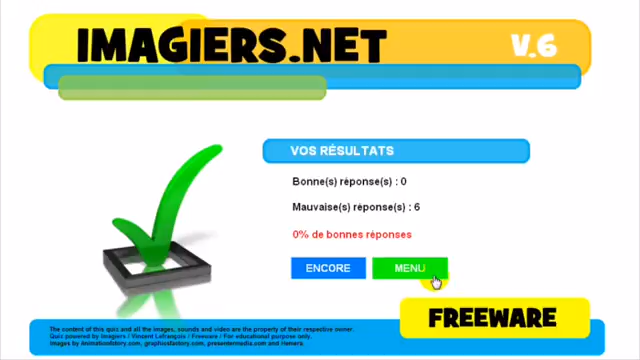 IMAGIERS.NET
V.6
VOS RÉSULTATS
Bonne(s) réponse(s) : 0
Mauvaise(s) réponse(s) : 6
0% de bonnes réponses
ENCORE
MENU
FREEWARE
The content of this quiz and all the images, sounds and video are the property of their respective owner.
Quiz powered by Imagiers / Vincent Lefrançois / Freeware / For educational purpose only.
Images by Animationfstory.com, graphicsfactory.com, presentermedia.com and Hemera.